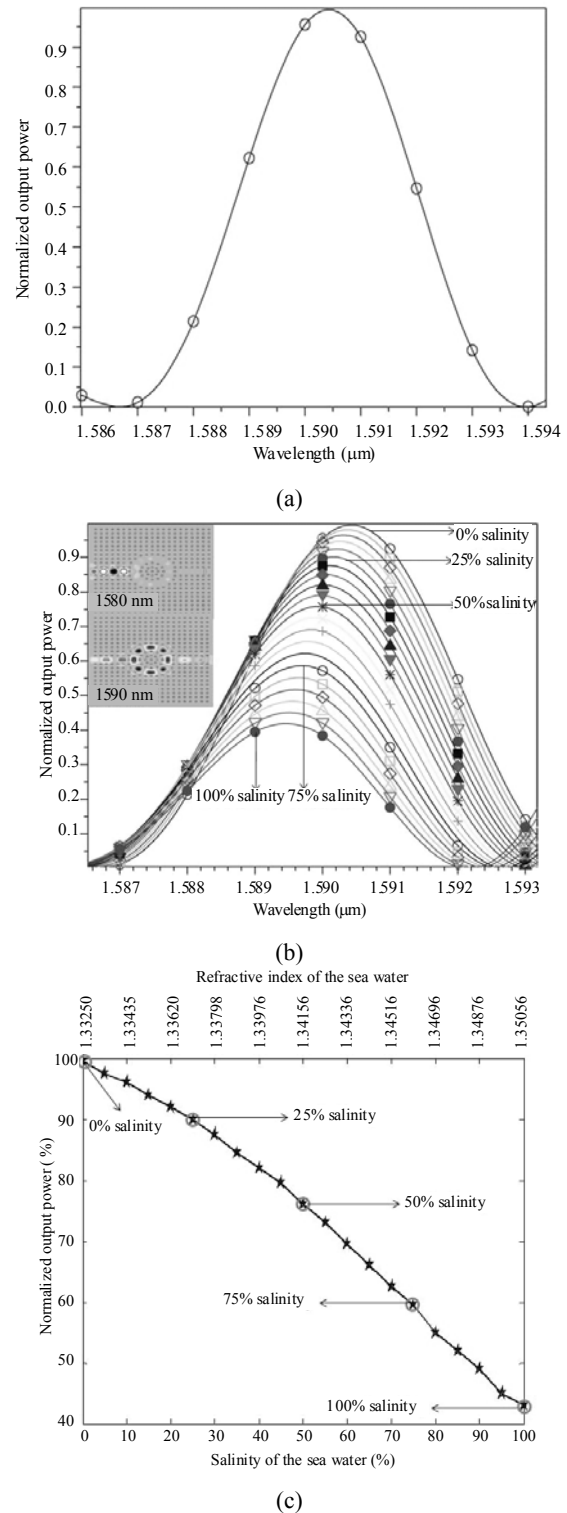 0.9
0.8
0.7
0.6
0.5
0.4
0.3
0.2
0.1
0.0
Normalized output power
1.586 1.587 1.588 1.589 1.590 1.591 1.592 1.593 1.594
Wavelength (μm)
(a)
0.9
0.8
0.7
0.6
0.5
0.4
0.3
0.2
0.1
Normalized output power
1580 nm
1590 nm
0% salinity
25% salinity
50% salinity
100% salinity 75% salinity
1.587 1.588 1.589 1.590 1.591 1.592 1.593
Wavelength (μm)
(b)
Refractive index of the sea water
1.33250 1.33435 1.33620 1.33798 1.33976 1.34156 1.34336 1.34516 1.34696 1.34876 1.35056
100
90
80
70
60
50
40
Normalized output power ( %)
0% salinity
25% salinity
50% salinity
75% salinity
100% salinity
0 10 20 30 40 50 60 70 80 90 100
Salinity of the sea water (%)
(c)